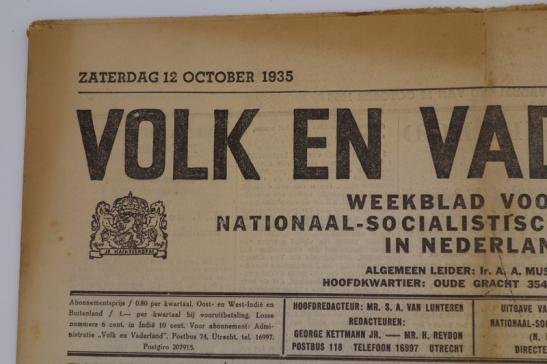 ZATERDAG 12 OCTOBER 1935
VOLK EN VA
WEEKBLAD VOO
NATIONAAL-SOCIALISTISC
IN NEDERLAN
ALGEMEEN LEIDER: Ir. A. A. MUS
HOOFDKWARTIER: OUDE GRACHT 354
JE MAINTIENDRAI
Abonnementsprijs ƒ 0.80 per kwartaal. Oost- en West-Indië en
Buitenland ƒ 1.— per kwartaal bij vooruitbetaling. Losse
nummers 6 cent. in Indië 10 cent. Voor abonnement: Admi-
nistratie „Volk en Vaderland”, Postbus 74, Utrecht, tel. 16997.
Postgiro 207915.
HOOFDREDACTEUR: MR. S. A. VAN LUNTEREN
REDACTEUREN:
GEORGE KETTMANN JR. — MR. H. REYDON
POSTBUS 118 TELEFOON 16997 UTRECHT
UITGAVE VA
NATIONAAL-SOC
(N.
DIRECTE